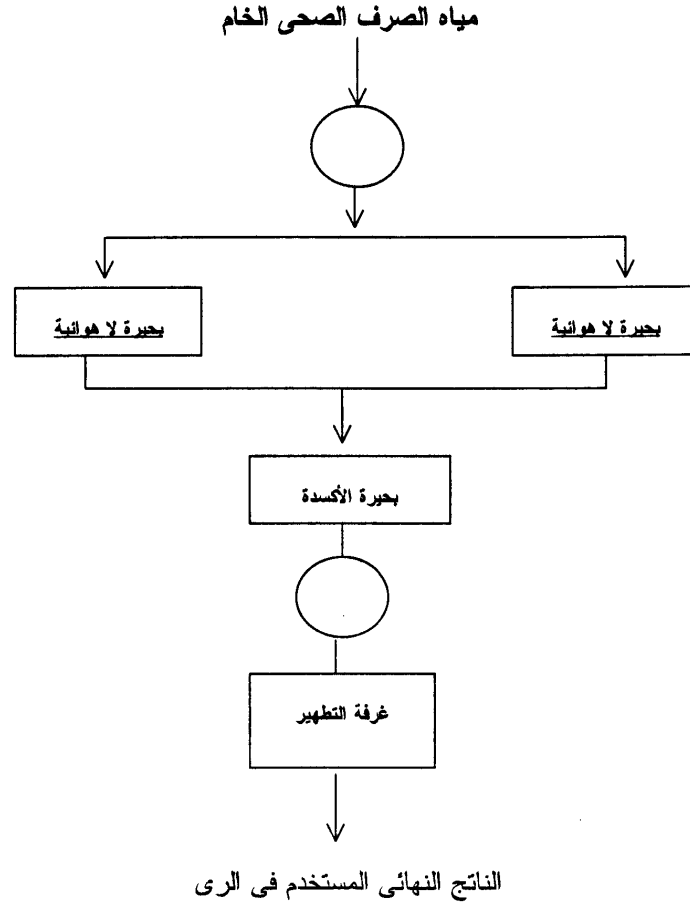 مياه الصرف الصحى الخام
بحيرة لا هوائية
بحيرة لا هوائية
بحيرة الأكسدة
غرفة التطهير
الناتج النهائى المستخدم فى الرى